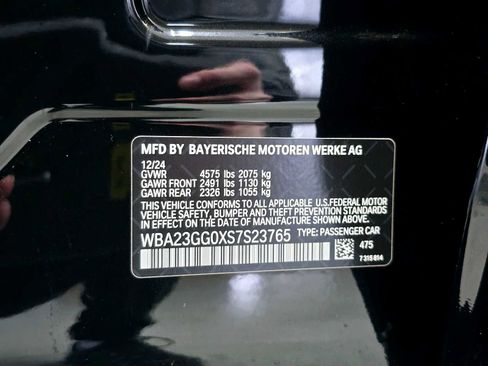 MFD BY BAYERISCHE MOTOREN WERKE AG
12/24
GVWR 4575 lbs 2075 kg
GAWR FRONT 2491 lbs 1130 kg
GAWR REAR 2326 lbs 1055 kg
THIS VEHICLE CONFORMS TO ALL APPLICABLE U.S.FEDERAL MOTOR
VEHICLE SAFETY, BUMPER, AND THEFT PREVENTION STANDARDS
IN EFFECT ON THE DATE OF MANUFACTURE SHOWN ABOVE.
WBA23GG0XS7S23765 TYPE: PASSENGER CAR
475
7 315 814